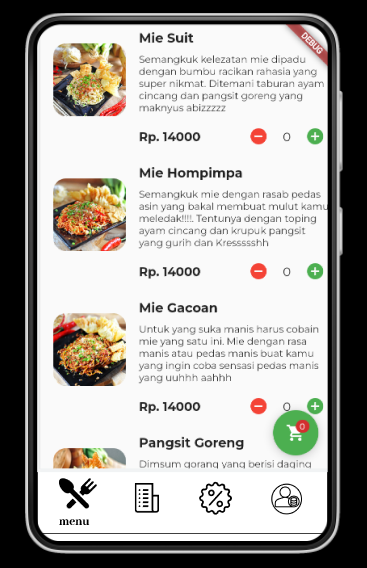 DEBUG
Mie Suit
Semangkuk kelezatan mie dipadu
dengan bumbu racikan rahasia yang
super nikmat. Ditemani taburan ayam
cincang dan pangsit goreng yang
maknyus abizzzzz
Rp. 14000
0
Mie Hompimpa
Semangkuk mie dengan rasab pedas
asin yang bakal membuat mulut kamu
meledak!!!!. Tentunya dengan toping
ayam cincang dan krupuk pangsit
yang gurih dan Kressssshh
Rp. 14000
0
Mie Gacoan
Untuk yang suka manis harus cobain
mie yang satu ini. Mie dengan rasa
manis atau pedas manis buat kamu
yang ingin coba sensasi pedas manis
yang uuhhh aahhh
Rp. 14000
0
0
Pangsit Goreng
Dimsum gorang yang berisi daging
menu